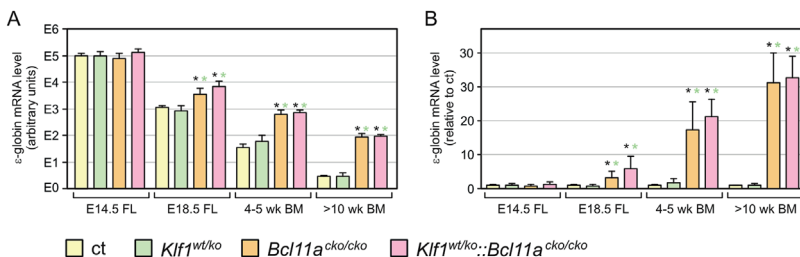 A
B
ε-globin mRNA level
(arbitrary units)
E6
E5
E4
E3
E2
E1
E0
* * * *
* * * *
* * * *
E14.5 FL
E18.5 FL
4-5 wk BM
>10 wk BM
ε-globin mRNA level
(relative to ct)
30
20
10
0
* * * *
* * * *
* * * *
E14.5 FL
E18.5 FL
4-5 wk BM
>10 wk BM
ct
Klf1wt/ko
Bcl11acko/cko
Klf1wt/ko::Bcl11acko/cko